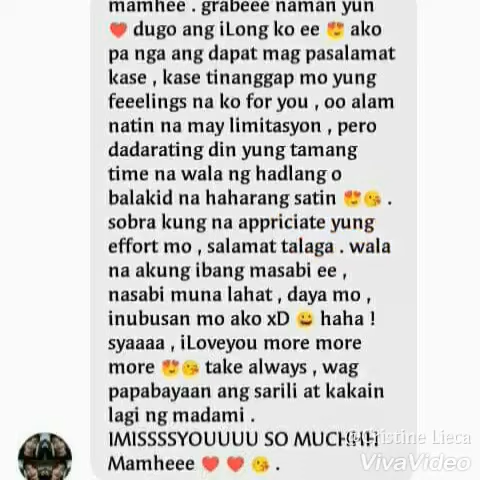 mamhee . grabeee naman yun
❤️ dugo ang iLong ko ee 😍 ako
pa nga ang dapat mag pasalamat
kase , kase tinanggap mo yung
feeelings na ko for you , oo alam
natin na may limitasyon , pero
dadarating din yung tamang
time na wala ng hadlang o
balakid na haharang satin 😍😘 .
sobra kung na appriciate yung
effort mo , salamat talaga . wala
na akung ibang masabi ee ,
nasabi muna lahat , daya mo ,
inubusan mo ako xD 😀 haha !
syaaaa , iLoveyou more more
more 😍😘 take always , wag
papabayaan ang sarili at kakain
lagi ng madami .
IMISSSSYOUUUU SO MUCH!!!!
Mamheee ❤️ ❤️ 😘 .
Lieca
VivaVideo